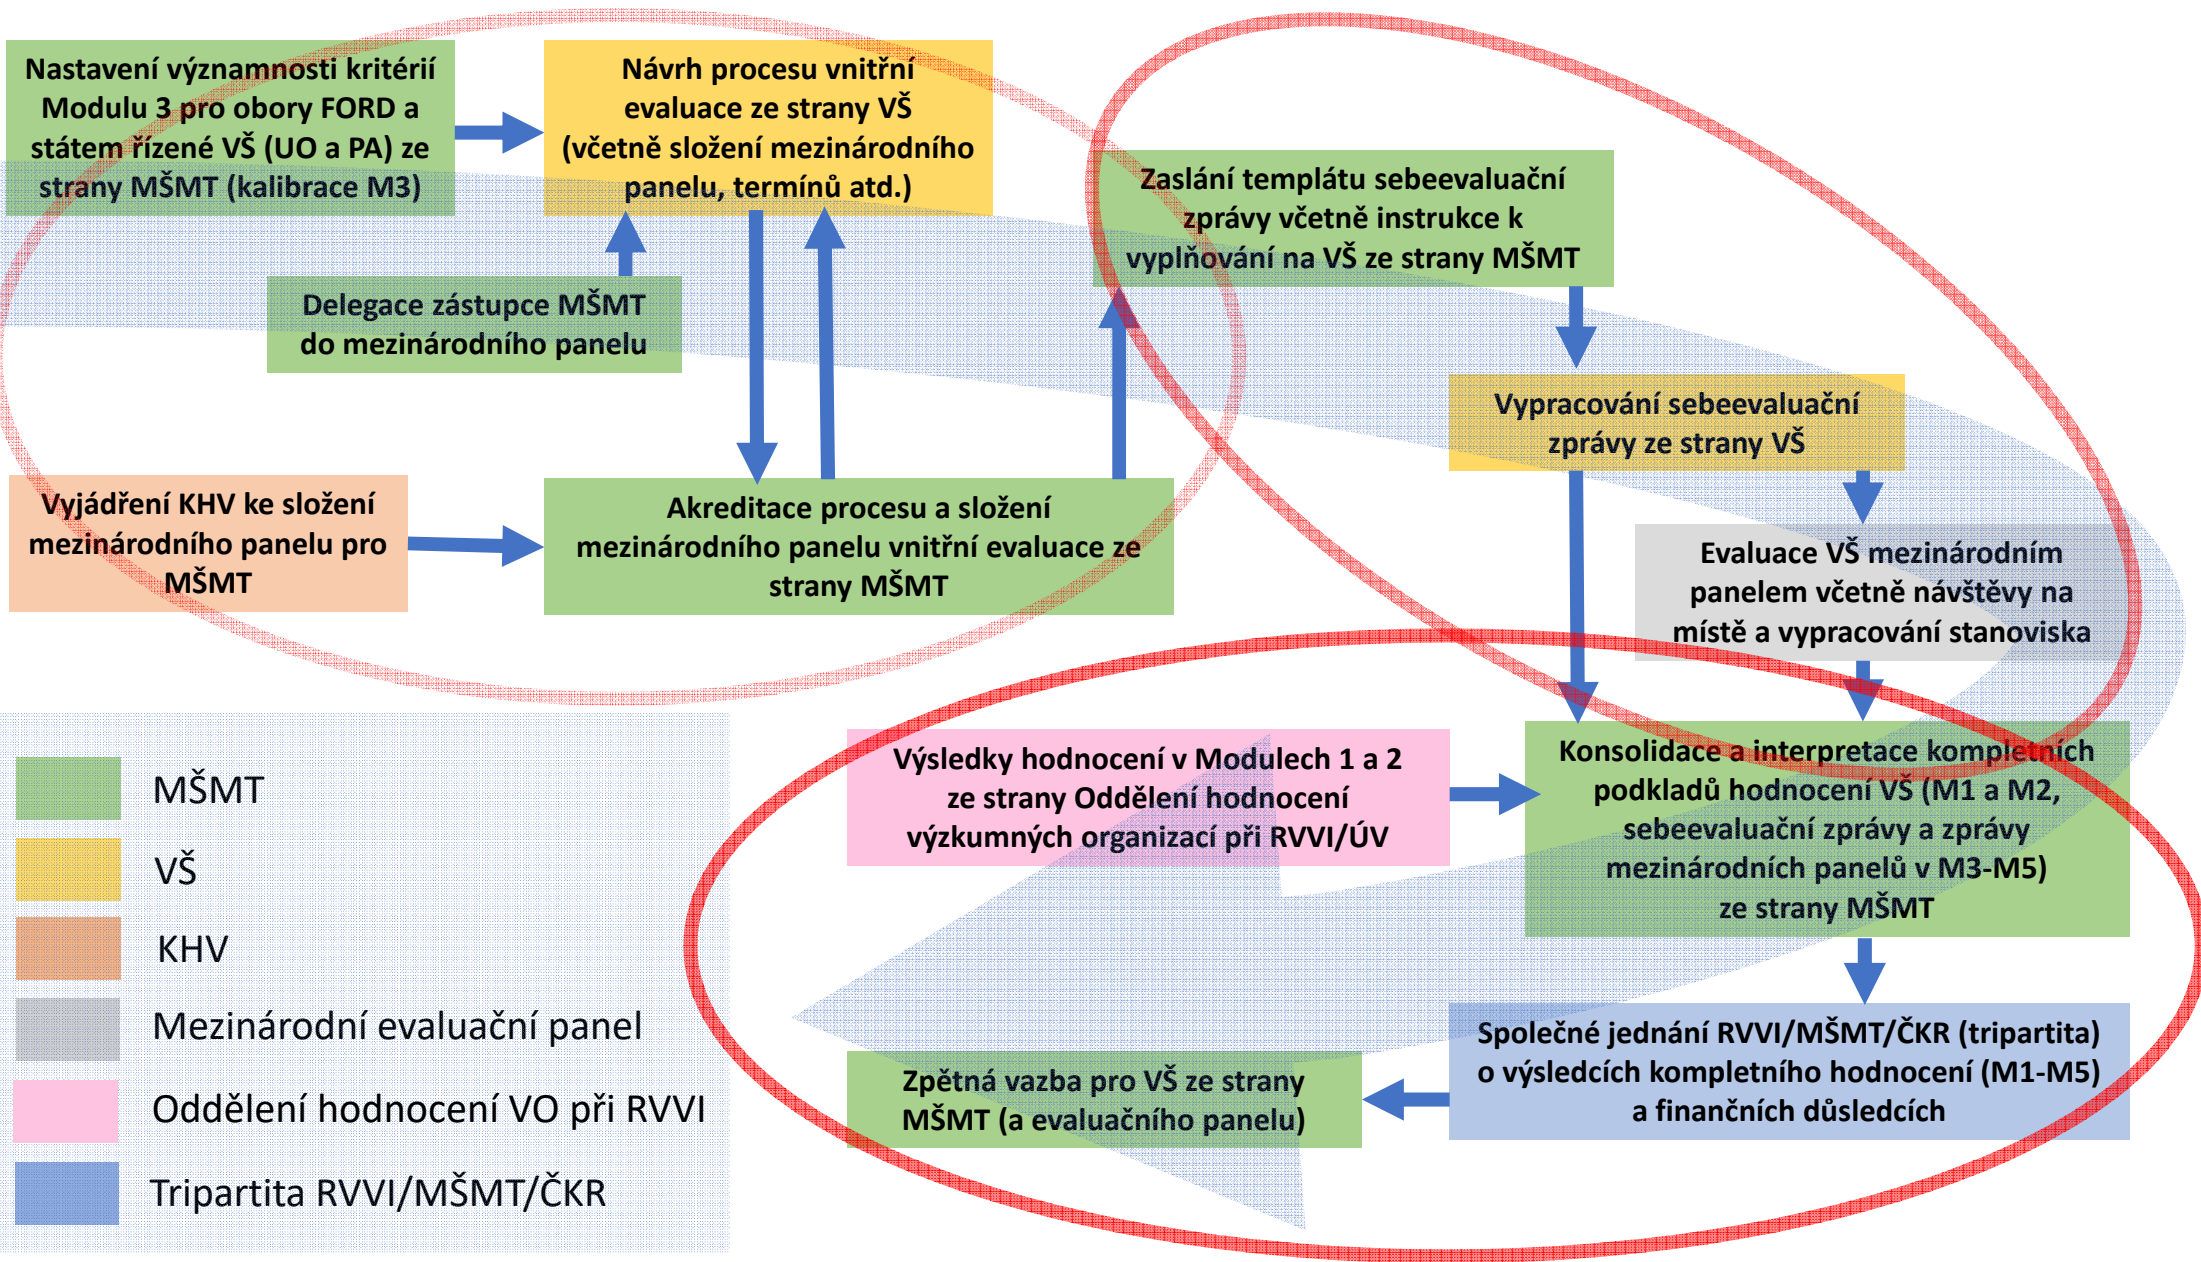 Nastavení významnosti kritérií
Modulu 3 pro obory FORD a
státem řízené VŠ (UO a PA) ze
strany MŠMT (kalibrace M3)
Návrh procesu vnitřní
evaluace ze strany VŠ
(včetně složení mezinárodního
panelu, termínů atd.)
Zaslání templátu sebeevaluační
zprávy včetně instrukce k
vyplňování na VŠ ze strany MŠMT
Delegace zástupce MŠMT
do mezinárodního panelu
Vypracování sebeevaluační
zprávy ze strany VŠ
Vyjádření KHV ke složení
mezinárodního panelu pro
MŠMT
Akreditace procesu a složení
mezinárodního panelu vnitřní evaluace ze
strany MŠMT
Evaluace VŠ mezinárodním
panelem včetně návštěvy na
místě a vypracování stanoviska
Výsledky hodnocení v Modulech 1 a 2
ze strany Oddělení hodnocení
výzkumných organizací při RVVI/ÚV
Konsolidace a interpretace kompletních
podkladů hodnocení VŠ (M1 a M2,
sebeevaluační zprávy a zprávy
mezinárodních panelů v M3-M5)
ze strany MŠMT
Společné jednání RVVI/MŠMT/ČKR (tripartita)
o výsledcích kompletního hodnocení (M1-M5)
a finančních důsledcích
Zpětná vazba pro VŠ ze strany
MŠMT (a evaluačního panelu)
MŠMT
VŠ
KHV
Mezinárodní evaluační panel
Oddělení hodnocení VO při RVVI
Tripartita RVVI/MŠMT/ČKR